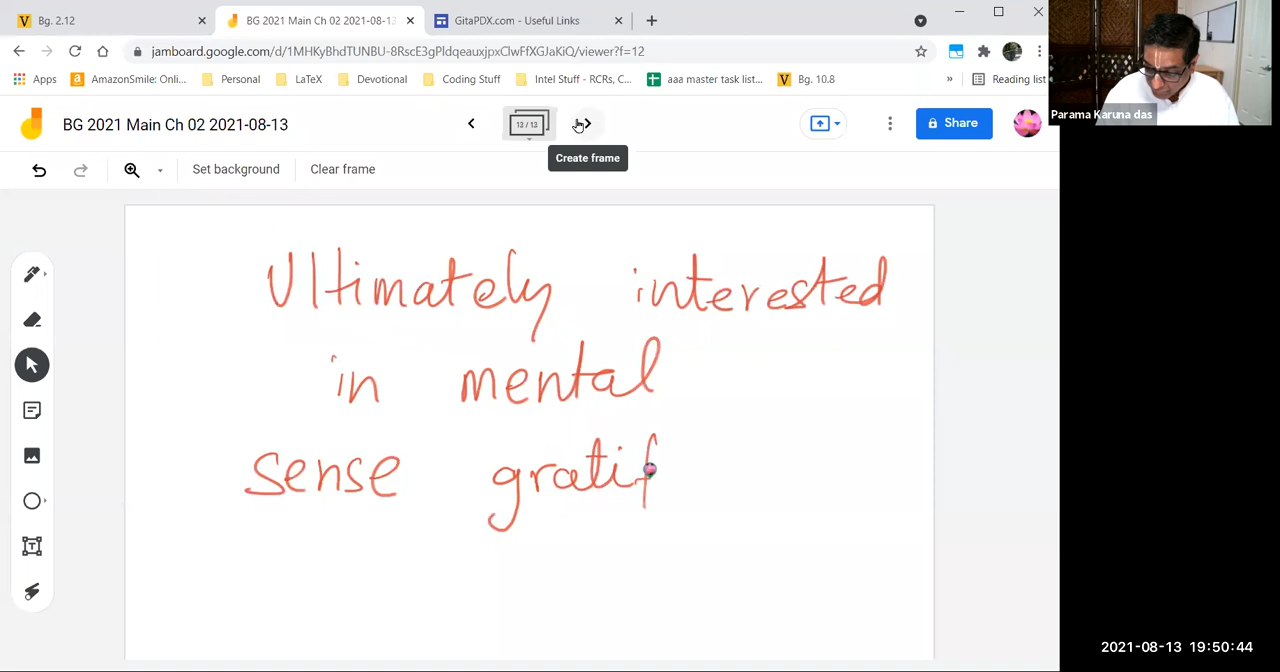 Bg. 2.12
BG 2021 Main Ch 02 2021-08-13
GitaPDX.com - Useful Links
jamboard.google.com/d/1MHKyBhdTUNBU-8RscE3gPldqeauxjpxClwFfXGJaKiQ/viewer?f=12
Apps
AmazonSmile: Onli...
Personal
LaTeX
Devotional
Coding Stuff
Intel Stuff - RCRs, C...
aaa master task list...
Bg. 10.8
»
Reading list
Parama Karuna das
BG 2021 Main Ch 02 2021-08-13
Share
Create frame
Set background
Clear frame
Ultimately interested
in mental
sense gratif
2021-08-13 19:50:44